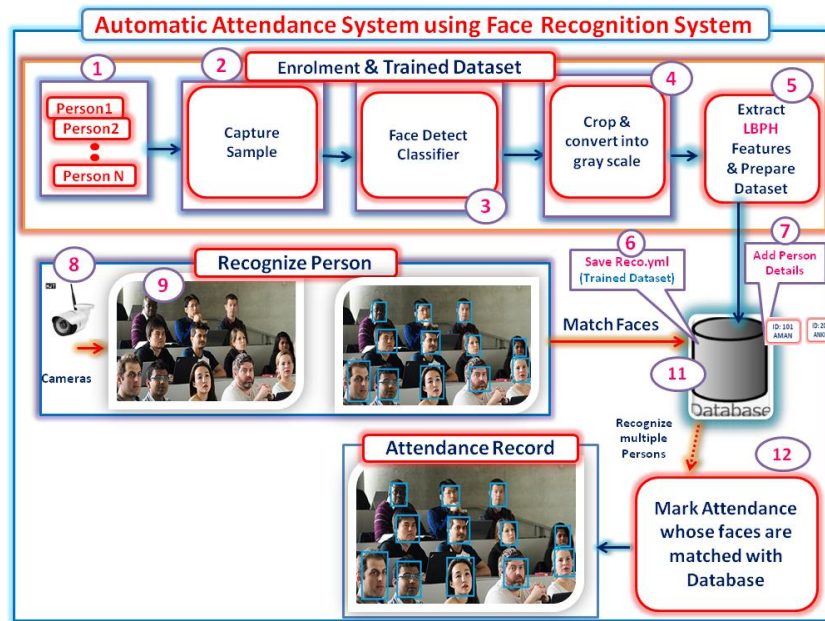 Automatic Attendance System using Face Recognition System
Enrolment & Trained Dataset
1
Person1
Person2
Person N
2
Capture
Sample
Face Detect
Classifier
3
4
Crop &
convert into
gray scale
5
Extract
LBPH
Features
& Prepare
Dataset
6
Save Reco.yml
(Trained Dataset)
7
Add Person
Details
8
Cameras
Recognize Person
9
Match Faces
ID: 101
AMAN
11
Database
Recognize
multiple
Persons
12
Mark Attendance
whose faces are
matched with
Database
Attendance Record